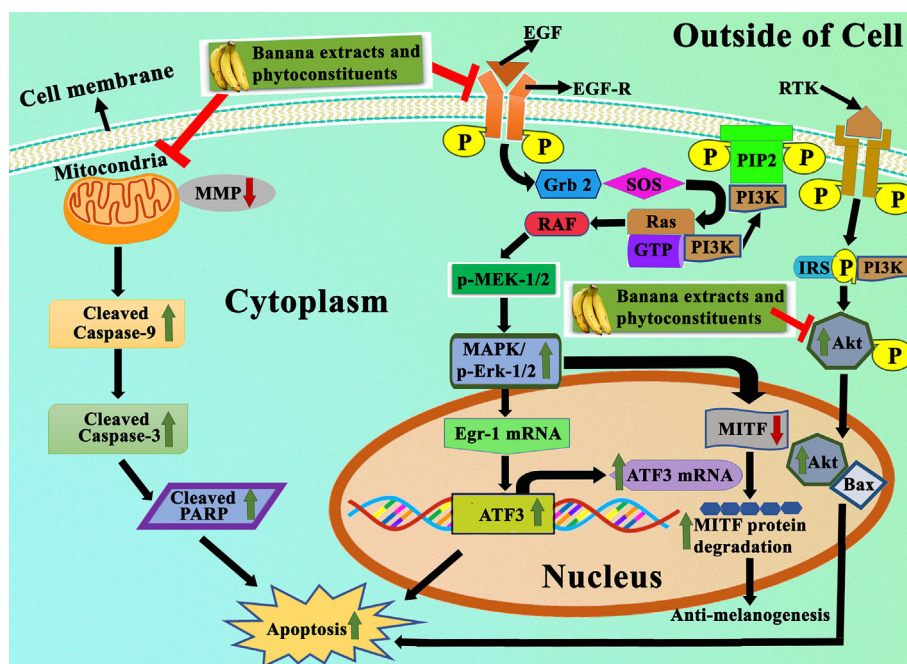 Outside of Cell
Banana extracts and
phytoconstituents
EGF
EGF-R
RTK
Cell membrane
Mitocondria
MMP
P
P
P
PIP2
P
P
P
Grb 2
SOS
PI3K
RAF
Ras
GTP
PI3K
IRS
P
PI3K
p-MEK-1/2
Cytoplasm
Banana extracts and
phytoconstituents
Akt
P
Cleaved
Caspase-9
MAPK/
p-Erk-1/2
Cleaved
Caspase-3
Egr-1 mRNA
MITF
Akt
Bax
ATF3 mRNA
Cleaved
PARP
ATF3
MITF protein
degradation
Nucleus
Anti-melanogenesis
Apoptosis